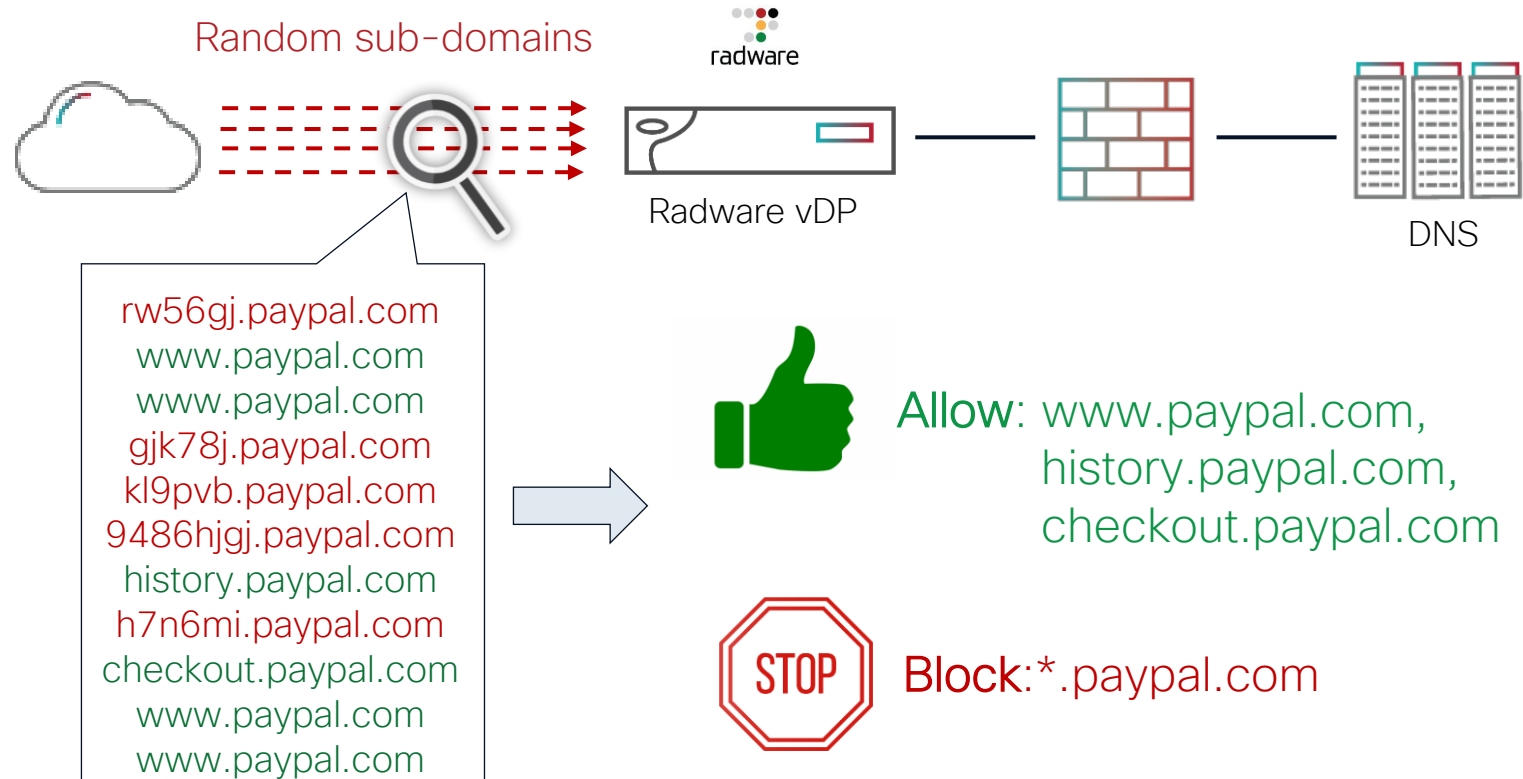 Random sub-domains
radware
Radware vDP
DNS
rw56gj.paypal.com
www.paypal.com
www.paypal.com
gjk78j.paypal.com
kl9pvb.paypal.com
9486hjgj.paypal.com
history.paypal.com
h7n6mi.paypal.com
checkout.paypal.com
www.paypal.com
www.paypal.com
Allow: www.paypal.com,
history.paypal.com,
checkout.paypal.com
STOP
Block:*.paypal.com